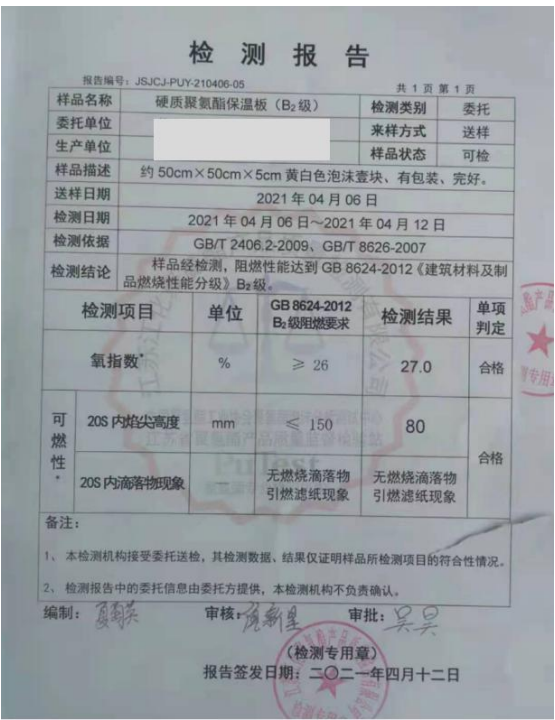 检 测 报 告
报告编号：JSJCJ-PUY-210406-05
共 1 页 第 1 页
样品名称 硬质聚氨酯保温板（B₂级） 检测类别 委托
委托单位 来样方式 送样
生产单位 样品状态 可检
样品描述 约 50cm×50cm×5cm 黄白色泡沫壹块、有包装、完好。
送样日期 2021 年 04 月 06 日
检测日期 2021 年 04 月 06 日～2021 年 04 月 12 日
检测依据 GB/T 2406.2-2009、GB/T 8626-2007
检测结论 样品经检测，阻燃性能达到 GB 8624-2012《建筑材料及制
品燃烧性能分级》B₂级。
检测项目 单位 GB 8624-2012
B₂级阻燃要求 检测结果 单项
判定
氧指数* % ≥ 26 27.0 合格
可燃性* 20S 内焰尖高度 mm ≤ 150 80 合格
20S 内滴落物现象 — 无燃烧滴落物
引燃滤纸现象 无燃烧滴落物
引燃滤纸现象
备注：
1、本检测机构接受委托送检，其检测数据、结果仅证明样品所检测项目的符合性情况。
2、检测报告中的委托信息由委托方提供，本检测机构不负责确认。
编制： 审核： 审批：吴昊
（检测专用章）
报告签发日期：二〇二一年四月十二日